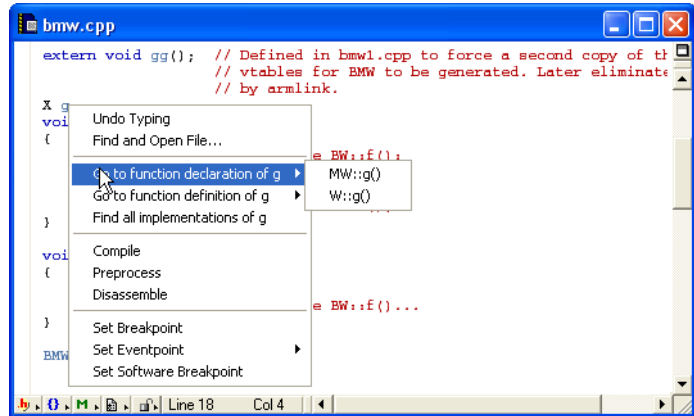 bmw.cpp
extern void gg(); // Defined in bmw1.cpp to force a second copy of th
// vtables for BMW to be generated. Later eliminate
// by armlink.
X g
voi
{
Undo Typing
Find and Open File...
e BW::f();
Go to function declaration of g
MW::g()
Go to function definition of g
W::g()
Find all implementations of g
}
voi
{
Compile
Preprocess
Disassemble
e BW::f()...
}
Set Breakpoint
BMW
Set Eventpoint
Set Software Breakpoint
.h {} M Line 18 Col 4